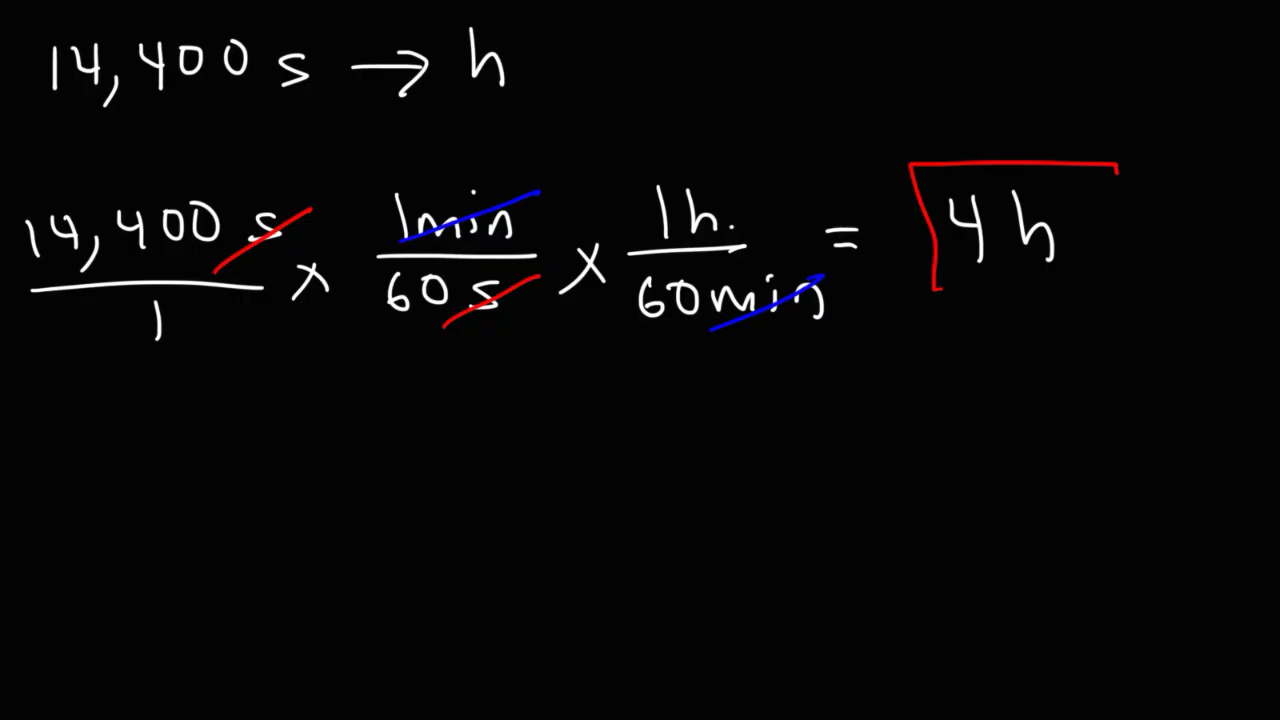 14,400 s → h
14,400 s / 1 × 1 min / 60 s × 1 h. / 60 min = 4 h